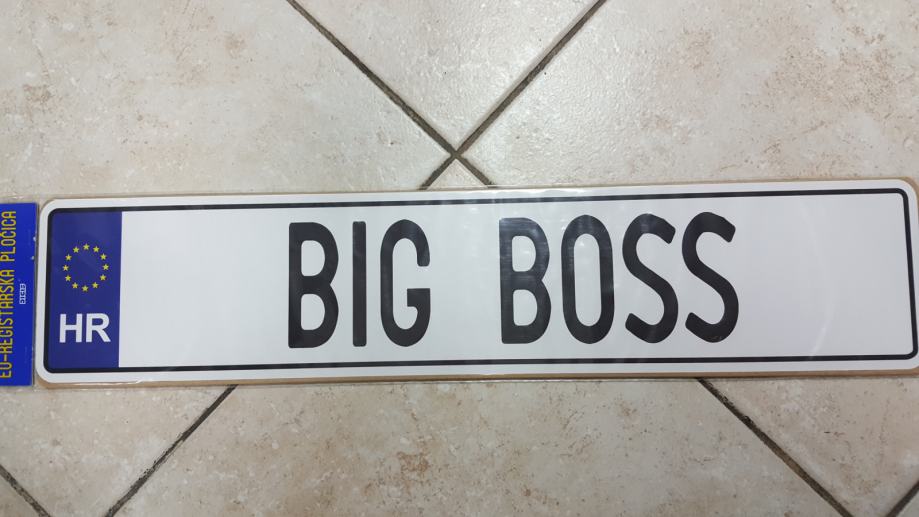 EU-REGISTARSKA PLOČICA
HR
BIG BOSS